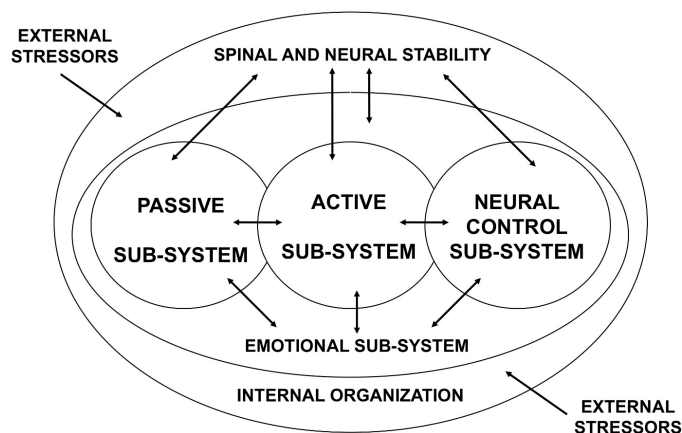 EXTERNAL
STRESSORS
SPINAL AND NEURAL STABILITY
PASSIVE
SUB-SYSTEM
ACTIVE
SUB-SYSTEM
NEURAL
CONTROL
SUB-SYSTEM
EMOTIONAL SUB-SYSTEM
INTERNAL ORGANIZATION
EXTERNAL
STRESSORS